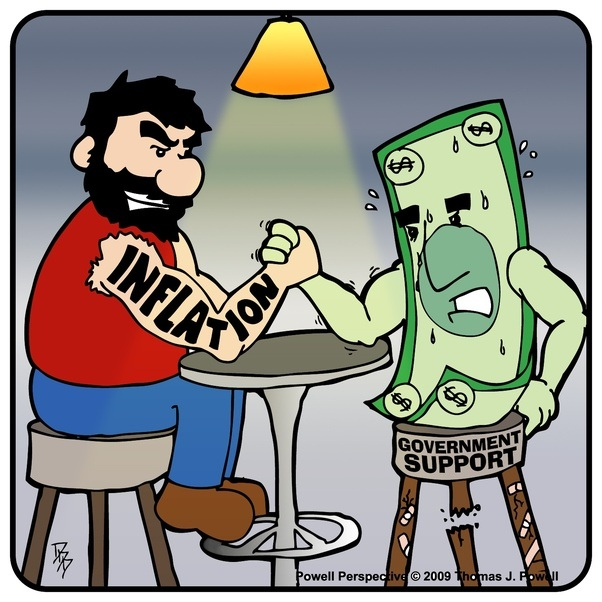 INFLATION
$
$
$
$
GOVERNMENT
SUPPORT
Powell Perspective © 2009 Thomas J. Powell